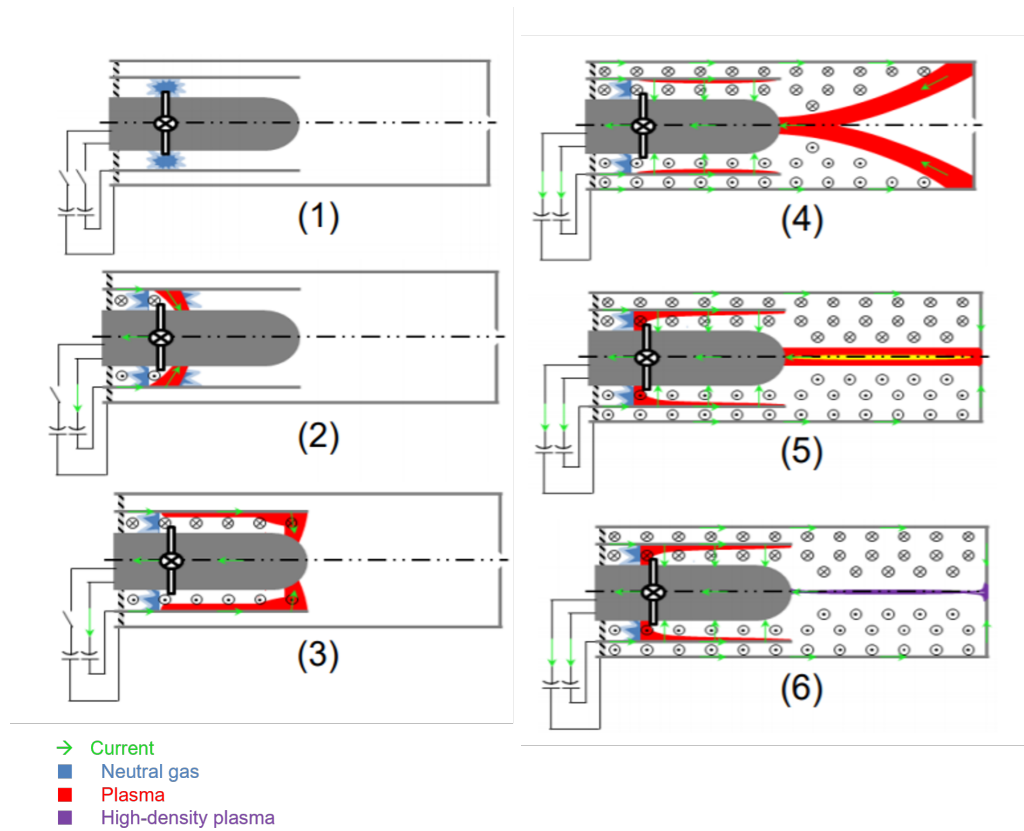 (1)
(2)
(3)
Current
Neutral gas
Plasma
High-density plasma
(4)
(5)
(6)